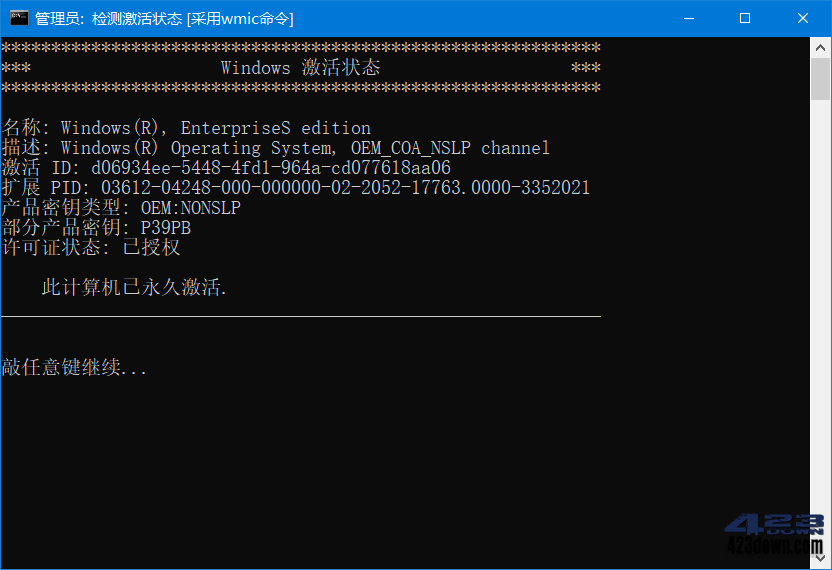 管理员: 检测激活状态 [采用wmic命令]
************************************************************
*** Windows 激活状态 ***
************************************************************
名称: Windows(R), EnterpriseS edition
描述: Windows(R) Operating System, OEM_COA_NSLP channel
激活 ID: d06934ee-5448-4fd1-964a-cd077618aa06
扩展 PID: 03612-04248-000-000000-02-2052-17763.0000-3352021
产品密钥类型: OEM:NONSLP
部分产品密钥: P39PB
许可证状态: 已授权
此计算机已永久激活.
____________________________________________________________
敲任意键继续...
423
DOWN
423down.com